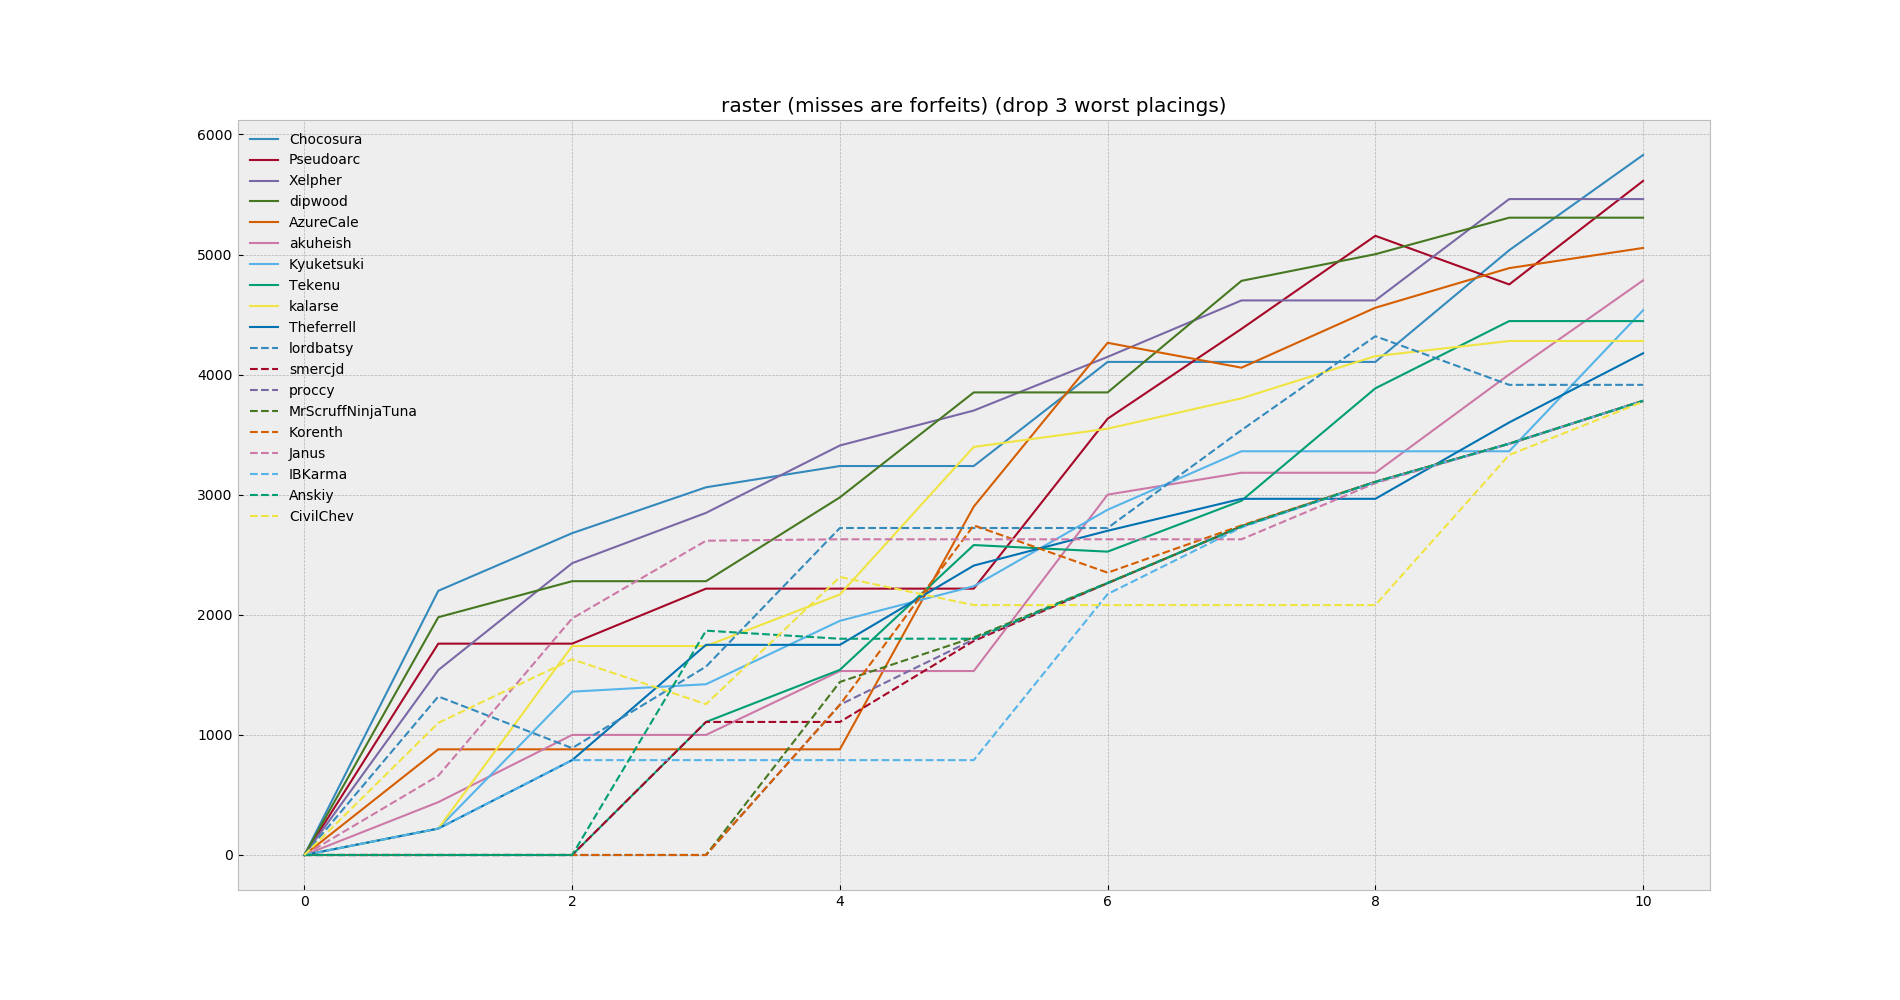 raster (misses are forfeits) (drop 3 worst placings)
6000
5000
4000
3000
2000
1000
0
Chocosura
Pseudoarc
Xelpher
dipwood
AzureCale
akuheish
Kyuketsuki
Tekenu
kalarse
Theferrell
lordbatsy
smercjd
proccy
MrScruffNinjaTuna
Korenth
Janus
IBKarma
Anskiy
CivilChev
0 2 4 6 8 10